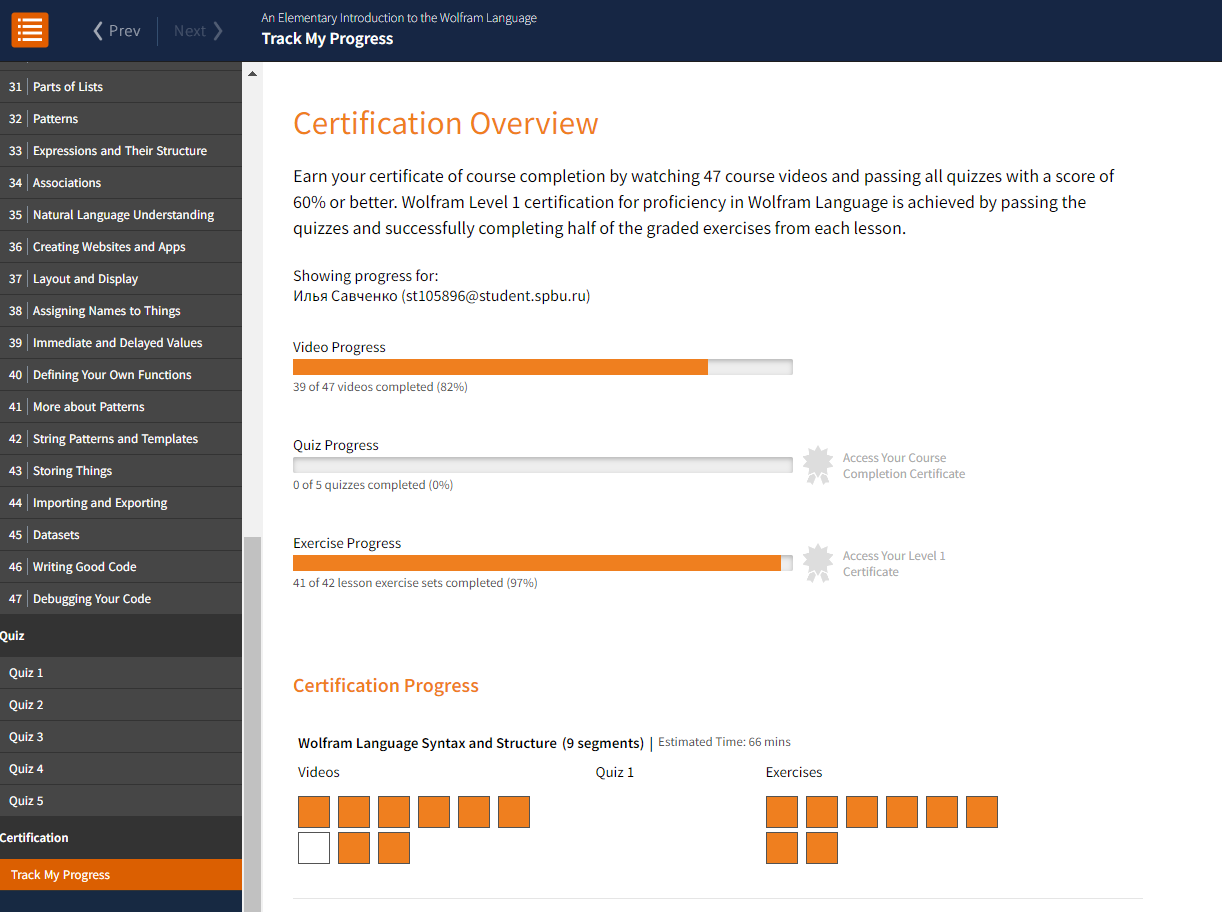 Prev
Next
An Elementary Introduction to the Wolfram Language
Track My Progress
31 Parts of Lists
32 Patterns
33 Expressions and Their Structure
34 Associations
35 Natural Language Understanding
36 Creating Websites and Apps
37 Layout and Display
38 Assigning Names to Things
39 Immediate and Delayed Values
40 Defining Your Own Functions
41 More about Patterns
42 String Patterns and Templates
43 Storing Things
44 Importing and Exporting
45 Datasets
46 Writing Good Code
47 Debugging Your Code
Quiz
Quiz 1
Quiz 2
Quiz 3
Quiz 4
Quiz 5
Certification
Track My Progress
Certification Overview
Earn your certificate of course completion by watching 47 course videos and passing all quizzes with a score of
60% or better. Wolfram Level 1 certification for proficiency in Wolfram Language is achieved by passing the
quizzes and successfully completing half of the graded exercises from each lesson.
Showing progress for:
Илья Савченко (st105896@student.spbu.ru)
Video Progress
39 of 47 videos completed (82%)
Quiz Progress
0 of 5 quizzes completed (0%)
Access Your Course
Completion Certificate
Exercise Progress
41 of 42 lesson exercise sets completed (97%)
Access Your Level 1
Certificate
Certification Progress
Wolfram Language Syntax and Structure (9 segments) | Estimated Time: 66 mins
Videos
Quiz 1
Exercises